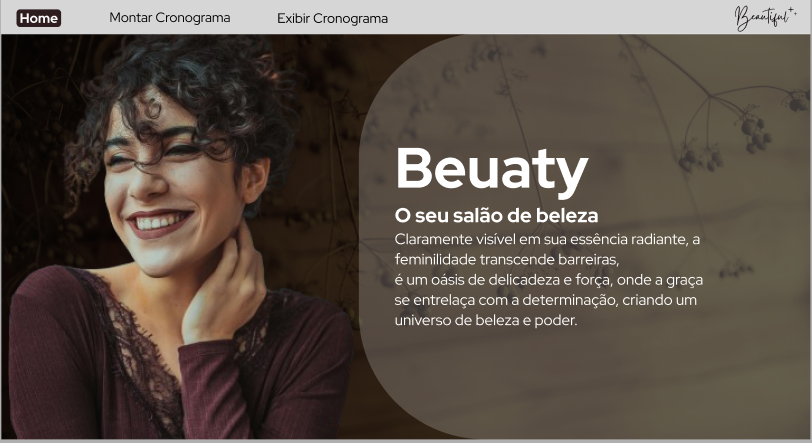 Home Montar Cronograma Exibir Cronograma Beautiful
Beuaty
O seu salão de beleza
Claramente visível em sua essência radiante, a
feminilidade transcende barreiras,
é um oásis de delicadeza e força, onde a graça
se entrelaça com a determinação, criando um
universo de beleza e poder.